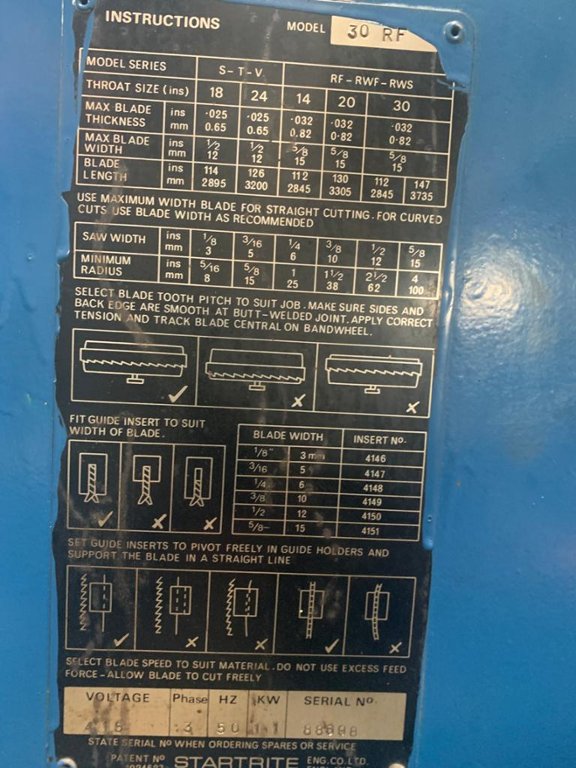 INSTRUCTIONS MODEL 30 RF
MODEL SERIES S-T-V. RF-RWF-RWS
THROAT SIZE (ins) 18 24 14 20 30
MAX BLADE THICKNESS ins .025 .025 .032 .032 .032
mm 0.65 0.65 0.82 0.82 0.82
MAX BLADE WIDTH ins 1/2 1/2 5/8 5/8 5/8
mm 12 12 15 15 15
BLADE LENGTH ins 114 126 112 130 112 147
mm 2895 3200 2845 3305 2845 3735
USE MAXIMUM WIDTH BLADE FOR STRAIGHT CUTTING. FOR CURVED
CUTS USE BLADE WIDTH AS RECOMMENDED
SAW WIDTH ins 1/8 3/16 1/4 3/8 1/2 5/8
mm 3 5 6 10 12 15
MINIMUM RADIUS ins 5/16 5/8 1 1 1/2 2 1/2 4
mm 8 15 25 38 62 100
SELECT BLADE TOOTH PITCH TO SUIT JOB. MAKE SURE SIDES AND
BACK EDGE ARE SMOOTH AT BUTT-WELDED JOINT. APPLY CORRECT
TENSION AND TRACK BLADE CENTRAL ON BANDWHEEL.
FIT GUIDE INSERT TO SUIT
WIDTH OF BLADE.
BLADE WIDTH INSERT No.
1/8" 3 mm 4146
3/16 5 4147
1/4 6 4148
3/8 10 4149
1/2 12 4150
5/8 15 4151
SET GUIDE INSERTS TO PIVOT FREELY IN GUIDE HOLDERS AND
SUPPORT THE BLADE IN A STRAIGHT LINE
SELECT BLADE SPEED TO SUIT MATERIAL. DO NOT USE EXCESS FEED
FORCE-ALLOW BLADE TO CUT FREELY
VOLTAGE Phase HZ KW SERIAL No.
3 50
STATE SERIAL No WHEN ORDERING SPARES OR SERVICE
PATENT No STARTRITE ENG.CO.LTD.